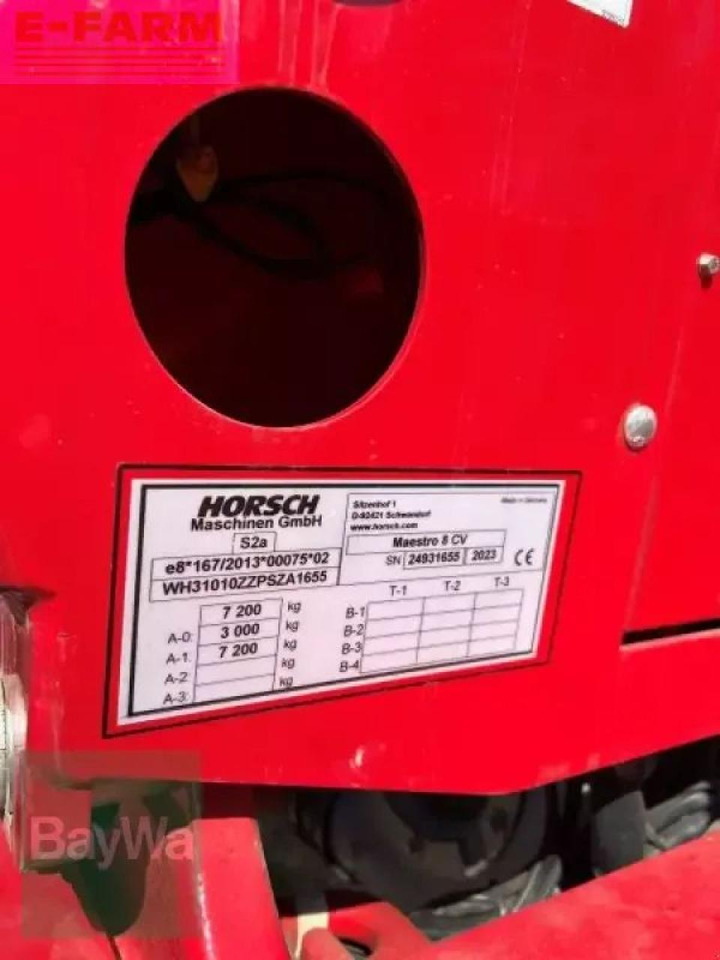 E-FARM
HORSCH
Maschinen GmbH
Sitzenhof 1
D-92421 Schwandorf
www.horsch.com
Made in Germany
S2a
e8*167/2013*00075*02
WH31010ZZPSZA1655
Maestro 8 CV
SN 24931655 2023 CE
7 200 kg
A-0: 3 000 kg
A-1: 7 200 kg
A-2: kg
A-3: kg
T-1 T-2 T-3
B-1
B-2
B-3
B-4
BayWa